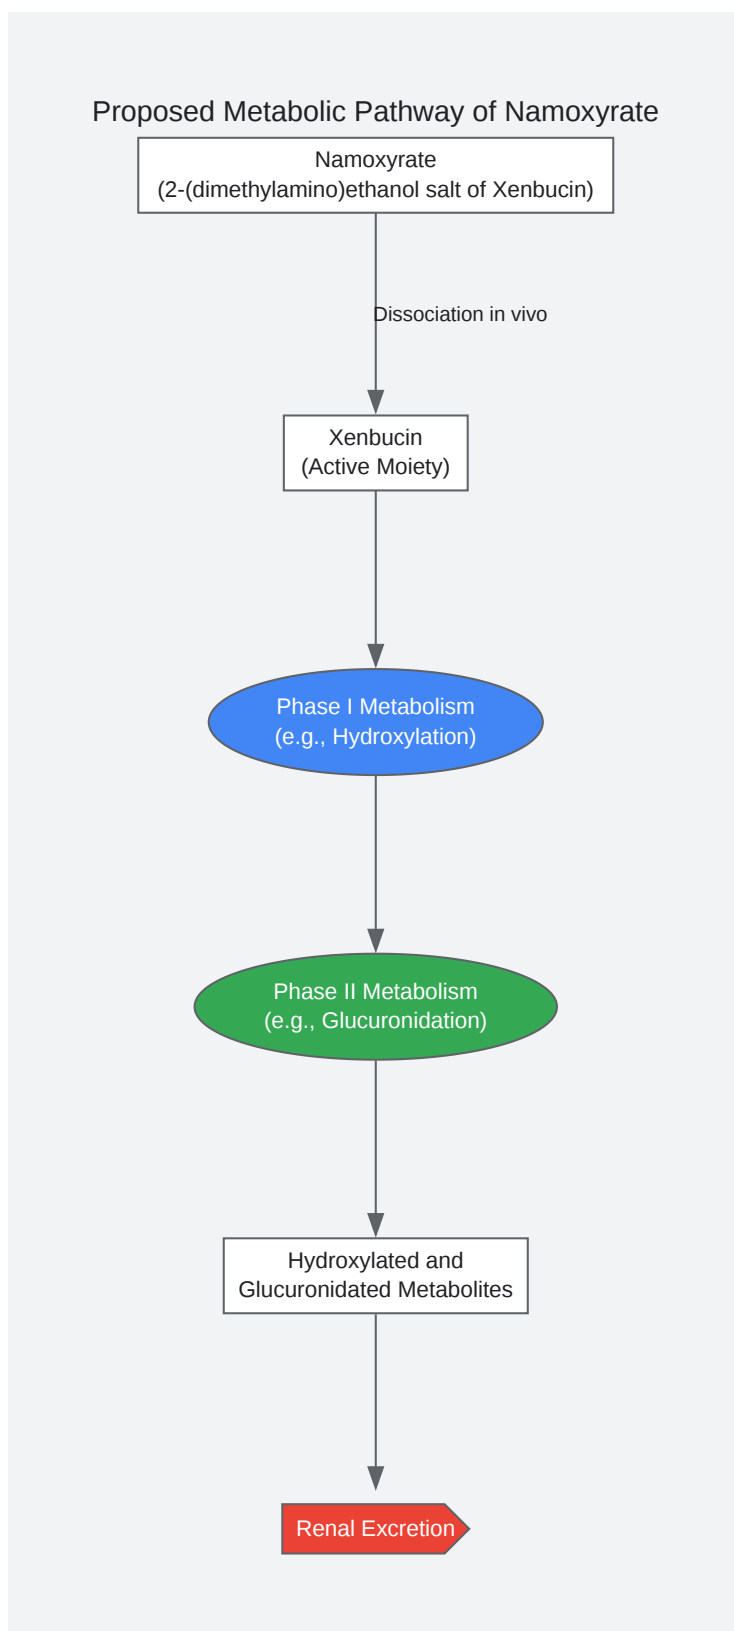 Proposed Metabolic Pathway of Namoxyrate
Namoxyrate
(2-(dimethylamino)ethanol salt of Xenbucin)
Dissociation in vivo
Xenbucin
(Active Moiety)
Phase I Metabolism
(e.g., Hydroxylation)
Phase II Metabolism
(e.g., Glucuronidation)
Hydroxylated and
Glucuronidated Metabolites
Renal Excretion